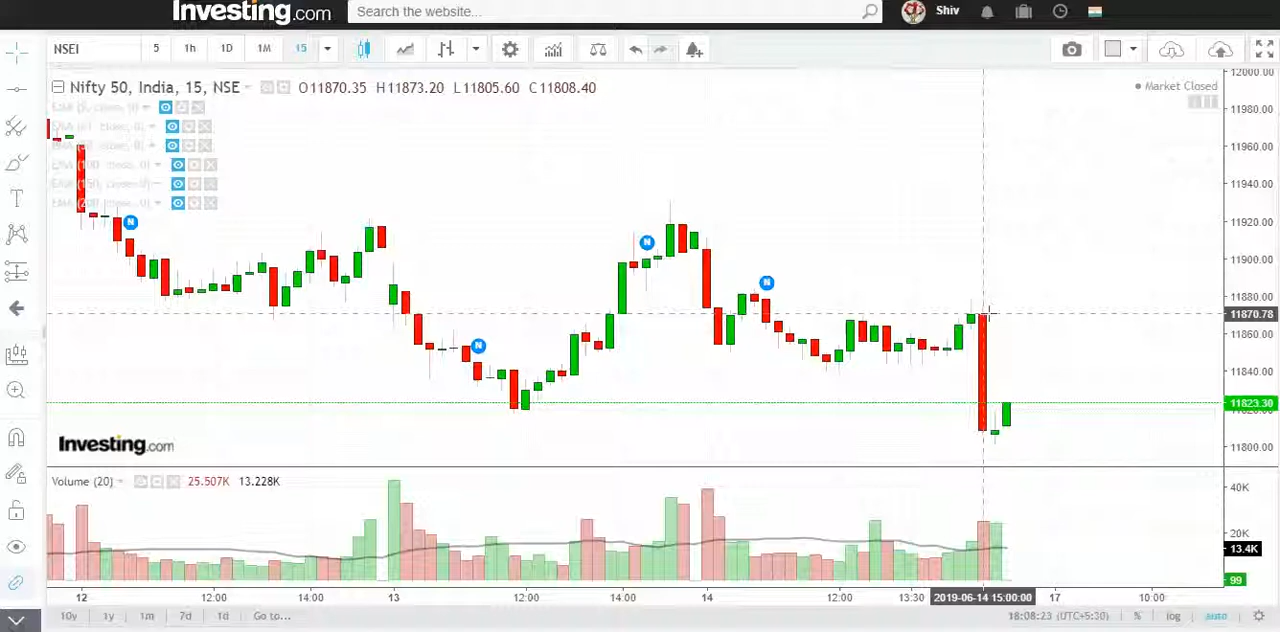 Investing.com Search the website... Shiv
NSEI 5 1h 1D 1M 15
Nifty 50, India, 15, NSE O11870.35 H11873.20 L11805.60 C11808.40
Market Closed
12000.00
11980.00
11960.00
11940.00
11920.00
11900.00
11880.00
11870.78
11860.00
11840.00
11823.30
11800.00
N
N
N
N
Investing.com
Volume (20) 25.507K 13.228K
40K
20K
13.4K
99
12 12:00 14:00 13 12:00 14:00 14 12:00 13:30 2019-06-14 15:00:00 17 10:00
10y 1y 1m 7d 1d Go to... 18:08:23 (UTC+5:30) % log auto